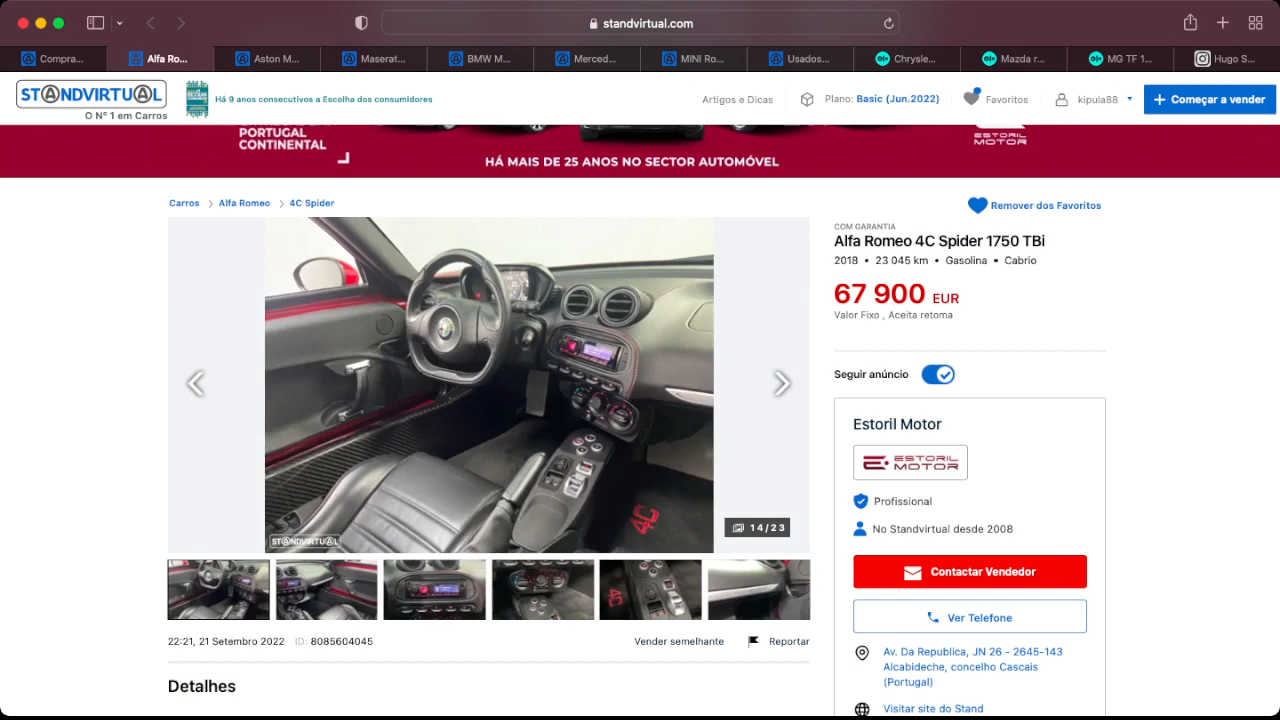 standvirtual.com
Compra...
Alfa Ro...
Aston M...
Maserat...
BMW M...
Merced...
MINI Ro...
Usados...
Chrysle...
Mazda r...
MG TF 1...
Hugo S...
STANDVIRTUAL
O Nº 1 em Carros
Há 9 anos consecutivos a Escolha dos consumidores
Artigos e Dicas
Plano: Basic (Jun.2022)
Favoritos
kipula88
+ Começar a vender
PORTUGAL
CONTINENTAL
HÁ MAIS DE 25 ANOS NO SECTOR AUTOMÓVEL
ESTORIL
MOTOR
Carros > Alfa Romeo > 4C Spider
Remover dos Favoritos
COM GARANTIA
Alfa Romeo 4C Spider 1750 TBi
2018 • 23 045 km • Gasolina • Cabrio
67 900 EUR
Valor Fixo , Aceita retoma
Seguir anúncio
4C
STANDVIRTUAL
14/23
Estoril Motor
ESTORIL
MOTOR
Profissional
No Standvirtual desde 2008
Contactar Vendedor
Ver Telefone
Av. Da Republica, JN 26 - 2645-143
Alcabideche, concelho Cascais
(Portugal)
Visitar site do Stand
22:21, 21 Setembro 2022 ID: 8085604045
Vender semelhante
Reportar
Detalhes